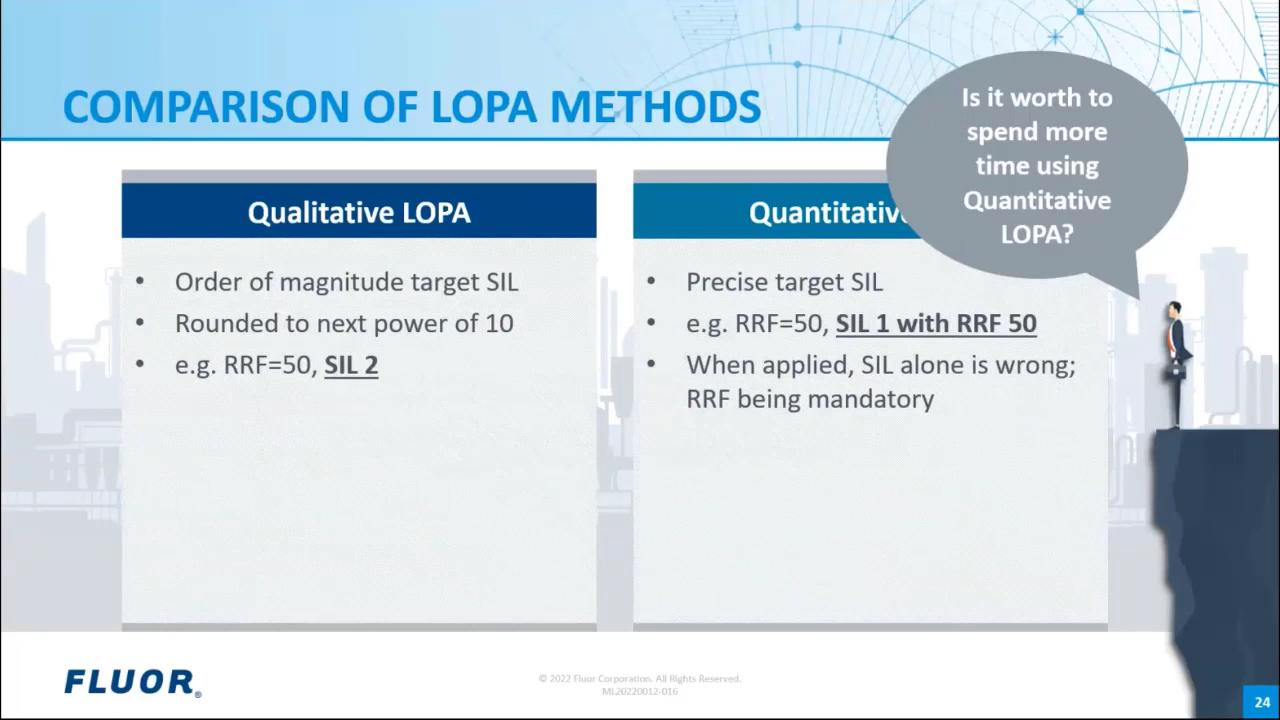 COMPARISON OF LOPA METHODS
Is it worth to
spend more
time using
Quantitative
LOPA?
Qualitative LOPA
• Order of magnitude target SIL
• Rounded to next power of 10
• e.g. RRF=50, SIL 2
Quantitativ
• Precise target SIL
• e.g. RRF=50, SIL 1 with RRF 50
• When applied, SIL alone is wrong;
RRF being mandatory
FLUOR®
© 2022 Fluor Corporation. All Rights Reserved.
ML20220012-016
24